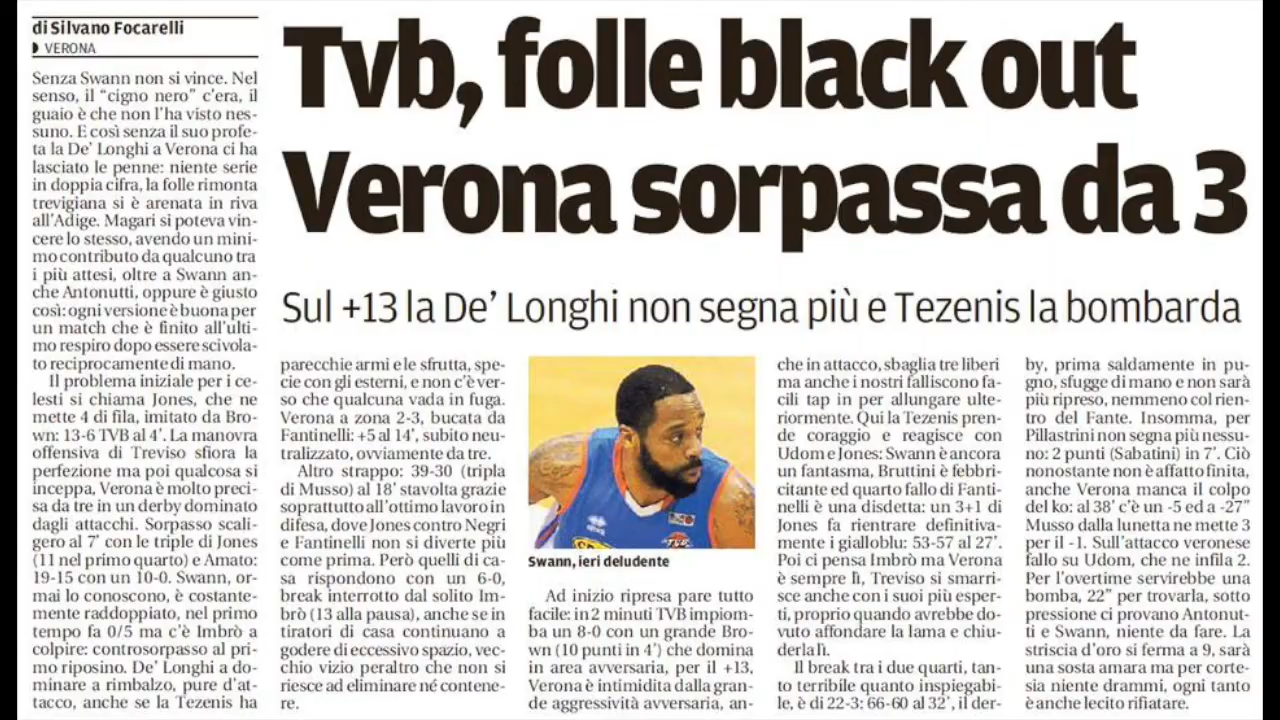 di Silvano Focarelli
VERONA
Tvb, folle black out
Verona sorpassa da 3
Sul +13 la De' Longhi non segna più e Tezenis la bombarda
Senza Swann non si vince. Nel
senso, il “cigno nero” c'era, il
guaio è che non l'ha visto nes-
suno. E così senza il suo profe-
ta la De' Longhi a Verona ci ha
lasciato le penne: niente serie
in doppia cifra, la folle rimonta
trevigiana si è arenata in riva
all'Adige. Magari si poteva vin-
cere lo stesso, avendo un mini-
mo contributo da qualcuno tra
i più attesi, oltre a Swann an-
che Antonutti, oppure è giusto
così: ogni versione è buona per
un match che è finito all'ulti-
mo respiro dopo essere scivola-
to reciprocamente di mano.
Il problema iniziale per i ce-
lesti si chiama Jones, che ne
mette 4 di fila, imitato da Bro-
wn: 13-6 TVB al 4'. La manovra
offensiva di Treviso sfiora la
perfezione ma poi qualcosa si
inceppa, Verona è molto preci-
sa da tre in un derby dominato
dagli attacchi. Sorpasso scali-
gero al 7' con le triple di Jones
(11 nel primo quarto) e Amato:
19-15 con un 10-0. Swann, or-
mai lo conoscono, è costante-
mente raddoppiato, nel primo
tempo fa 0/5 ma c'è Imbrò a
colpire: controsorpasso al pri-
mo riposino. De' Longhi a do-
minare a rimbalzo, pure d'at-
tacco, anche se la Tezenis ha
parecchie armi e le sfrutta, spe-
cie con gli esterni, e non c'è ver-
so che qualcuna vada in fuga.
Verona a zona 2-3, bucata da
Fantinelli: +5 al 14', subito neu-
tralizzato, ovviamente da tre.
Altro strappo: 39-30 (tripla
di Musso) al 18' stavolta grazie
soprattutto all'ottimo lavoro in
difesa, dove Jones contro Negri
e Fantinelli non si diverte più
come prima. Però quelli di ca-
sa rispondono con un 6-0,
break interrotto dal solito Im-
brò (13 alla pausa), anche se in
tiratori di casa continuano a
godere di eccessivo spazio, vec-
chio vizio peraltro che non si
riesce ad eliminare né contene-
re.
Swann, ieri deludente
Ad inizio ripresa pare tutto
facile: in 2 minuti TVB impiom-
ba un 8-0 con un grande Bro-
wn (10 punti in 4') che domina
in area avversaria, per il +13,
Verona è intimidita dalla gran-
de aggressività avversaria, an-
che in attacco, sbaglia tre liberi
ma anche i nostri falliscono fa-
cili tap in per allungare ulte-
riormente. Qui la Tezenis pren-
de coraggio e reagisce con
Udom e Jones: Swann è ancora
un fantasma, Bruttini è febbri-
citante ed quarto fallo di Fanti-
nelli è una disdetta: un 3+1 di
Jones fa rientrare definitiva-
mente i gialloblu: 53-57 al 27'.
Poi ci pensa Imbrò ma Verona
è sempre lì, Treviso si smarri-
sce anche con i suoi più esper-
ti, proprio quando avrebbe do-
vuto affondare la lama e chiu-
derla lì.
Il break tra i due quarti, tan-
to terribile quanto inspiegabi-
le, è di 22-3: 66-60 al 32', il der-
by, prima saldamente in pu-
gno, sfugge di mano e non sarà
più ripreso, nemmeno col rien-
tro del Fante. Insomma, per
Pillastrini non segna più nessu-
no: 2 punti (Sabatini) in 7'. Ciò
nonostante non è affatto finita,
anche Verona manca il colpo
del ko: al 38' c'è un -5 ed a -27”
Musso dalla lunetta ne mette 3
per il -1. Sull'attacco veronese
fallo su Udom, che ne infila 2.
Per l'overtime servirebbe una
bomba, 22” per trovarla, sotto
pressione ci provano Antonut-
ti e Swann, niente da fare. La
striscia d'oro si ferma a 9, sarà
una sosta amara ma per corte-
sia niente drammi, ogni tanto
è anche lecito rifiatare.